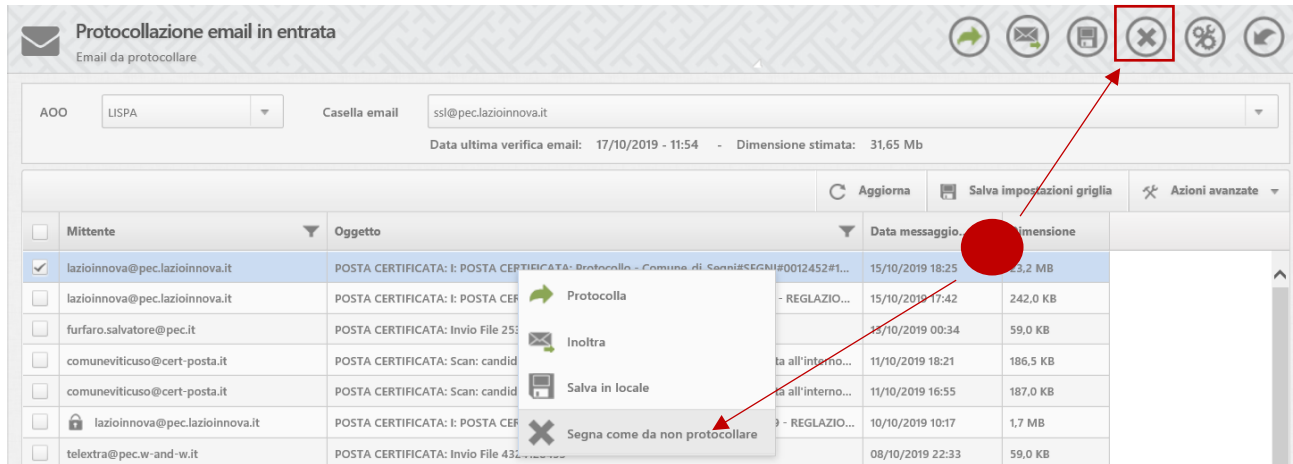 Protocollazione email in entrata
Email da protocollare
AOO LISPA Casella email ssl@pec.lazioinnova.it
Data ultima verifica email: 17/10/2019 - 11:54 - Dimensione stimata: 31,65 Mb
Aggiorna Salva impostazioni griglia Azioni avanzate
Mittente Oggetto Data messaggio... Dimensione
lazioinnova@pec.lazioinnova.it POSTA CERTIFICATA: I: POSTA CERTIFICATA: Protocollo - Comune_di_Segni#SEGNI#0012452#1... 15/10/2019 18:25 23,2 MB
Protocolla
lazioinnova@pec.lazioinnova.it POSTA CERTIFICATA: I: POSTA CER - REGLAZIO... 15/10/2019 17:42 242,0 KB
furfaro.salvatore@pec.it POSTA CERTIFICATA: Invio File 253 13/10/2019 00:34 59,0 KB
Inoltra
comuneviticuso@cert-posta.it POSTA CERTIFICATA: Scan: candid ta all'interno... 11/10/2019 18:21 186,5 KB
Salva in locale
comuneviticuso@cert-posta.it POSTA CERTIFICATA: Scan: candid ta all'interno... 11/10/2019 16:55 187,0 KB
lazioinnova@pec.lazioinnova.it POSTA CERTIFICATA: I: POSTA CER 9 - REGLAZIO... 10/10/2019 10:17 1,7 MB
Segna come da non protocollare
telextra@pec.w-and-w.it POSTA CERTIFICATA: Invio File 08/10/2019 22:33 59,0 KB